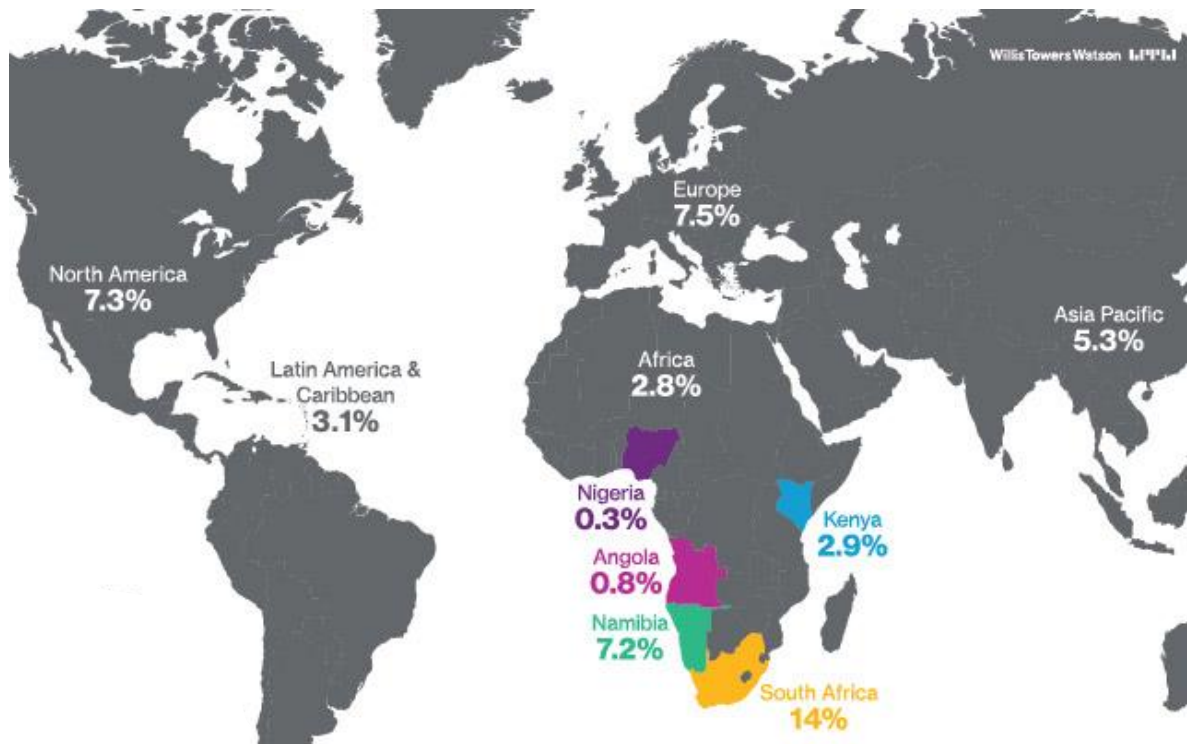 Willis Towers Watson
Europe
7.5%
North America
7.3%
Asia Pacific
5.3%
Africa
2.8%
Latin America &
Caribbean
3.1%
Nigeria
0.3%
Kenya
2.9%
Angola
0.8%
Namibia
7.2%
South Africa
14%